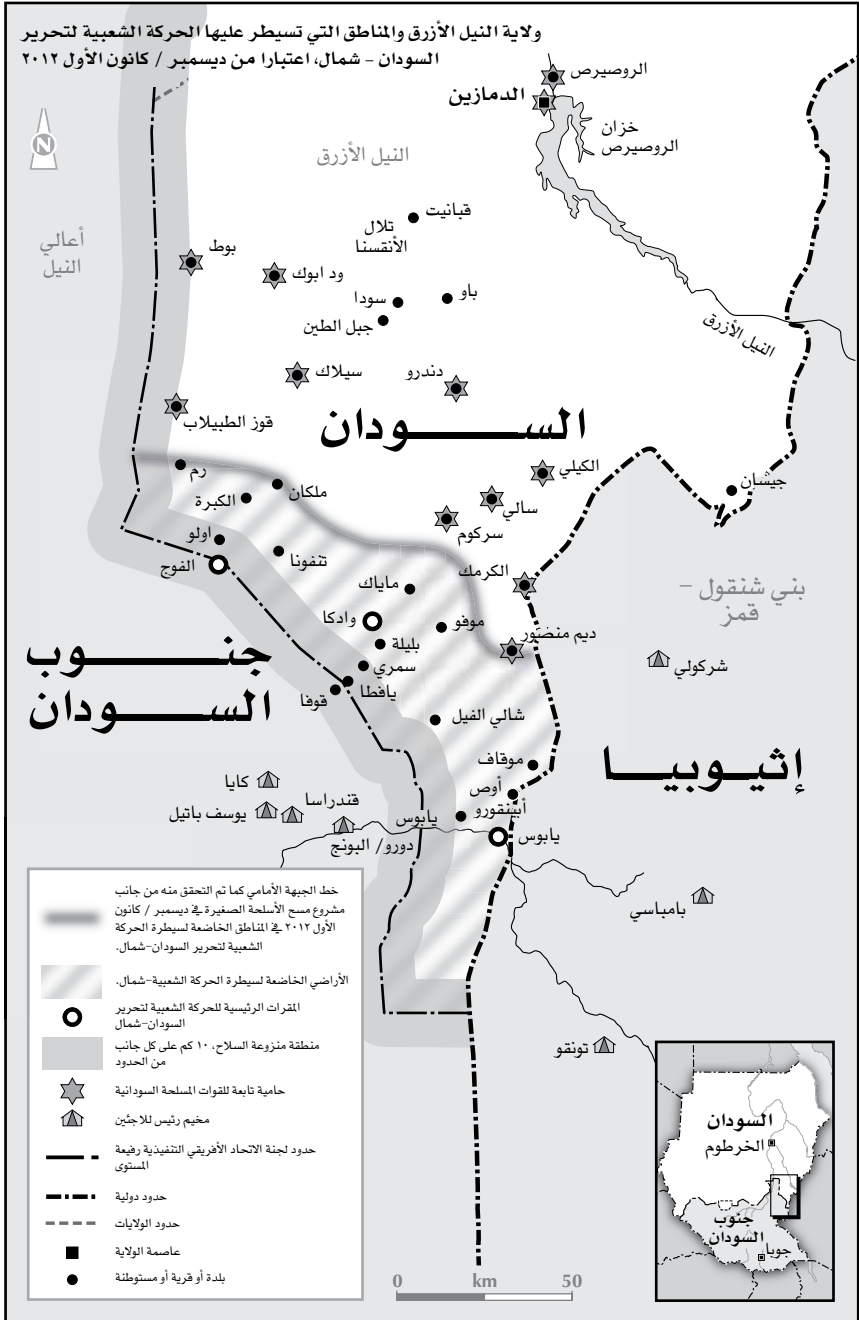 ولاية النيل الأزرق والمناطق التي تسيطر عليها الحركة الشعبية لتحرير
السودان – شمال، اعتبارا من ديسمبر / كانون الأول ٢٠١٢
الروصيرص
الدمازين
خزان
الروصيرص
النيل الأزرق
N
قبانيت
تلال
الأنقسنا
أعالي
النيل
بوط
ود ابوك
باو
سودا
جبل الطين
النيل الأزرق
سيلاك
دندرو
قوز الطبيلاب
الســـودان
الكيلي
جيشان
رم
ملكان
الكبرة
سالي
سركوم
اولو
تنفونا
الفوج
الكرمك
ماياك
بني شنقول –
قمز
وادكا
موفو
ديم منصور
بليلة
شركولي
سمري
يافطا
قوفا
جنـــوب
الســـودان
شالي الفيل
موقاف
إثيـوبيـا
كايا
أوص
قندراسا
أبينقورو
يوسف باتيل
يابوس
يابوس
دورو/ البونج
بامباسي
تونقو
خط الجبهة الأمامي كما تم التحقق منه من جانب
مشروع مسح الأسلحة الصغيرة في ديسمبر / كانون
الأول ٢٠١٢ في المناطق الخاضعة لسيطرة الحركة
الشعبية لتحرير السودان–شمال.
الأراضي الخاضعة لسيطرة الحركة الشعبية–شمال.
المقرات الرئيسية للحركة الشعبية لتحرير
السودان–شمال
منطقة منزوعة السلاح، ١٠ كم على كل جانب
من الحدود
حامية تابعة للقوات المسلحة السودانية
مخيم رئيس للاجئين
حدود لجنة الاتحاد الأفريقي التنفيذية رفيعة
المستوى
حدود دولية
حدود الولايات
عاصمة الولاية
بلدة أو قرية أو مستوطنة
0 km 50
السودان
الخرطوم
جنوب
السودان
جوبا